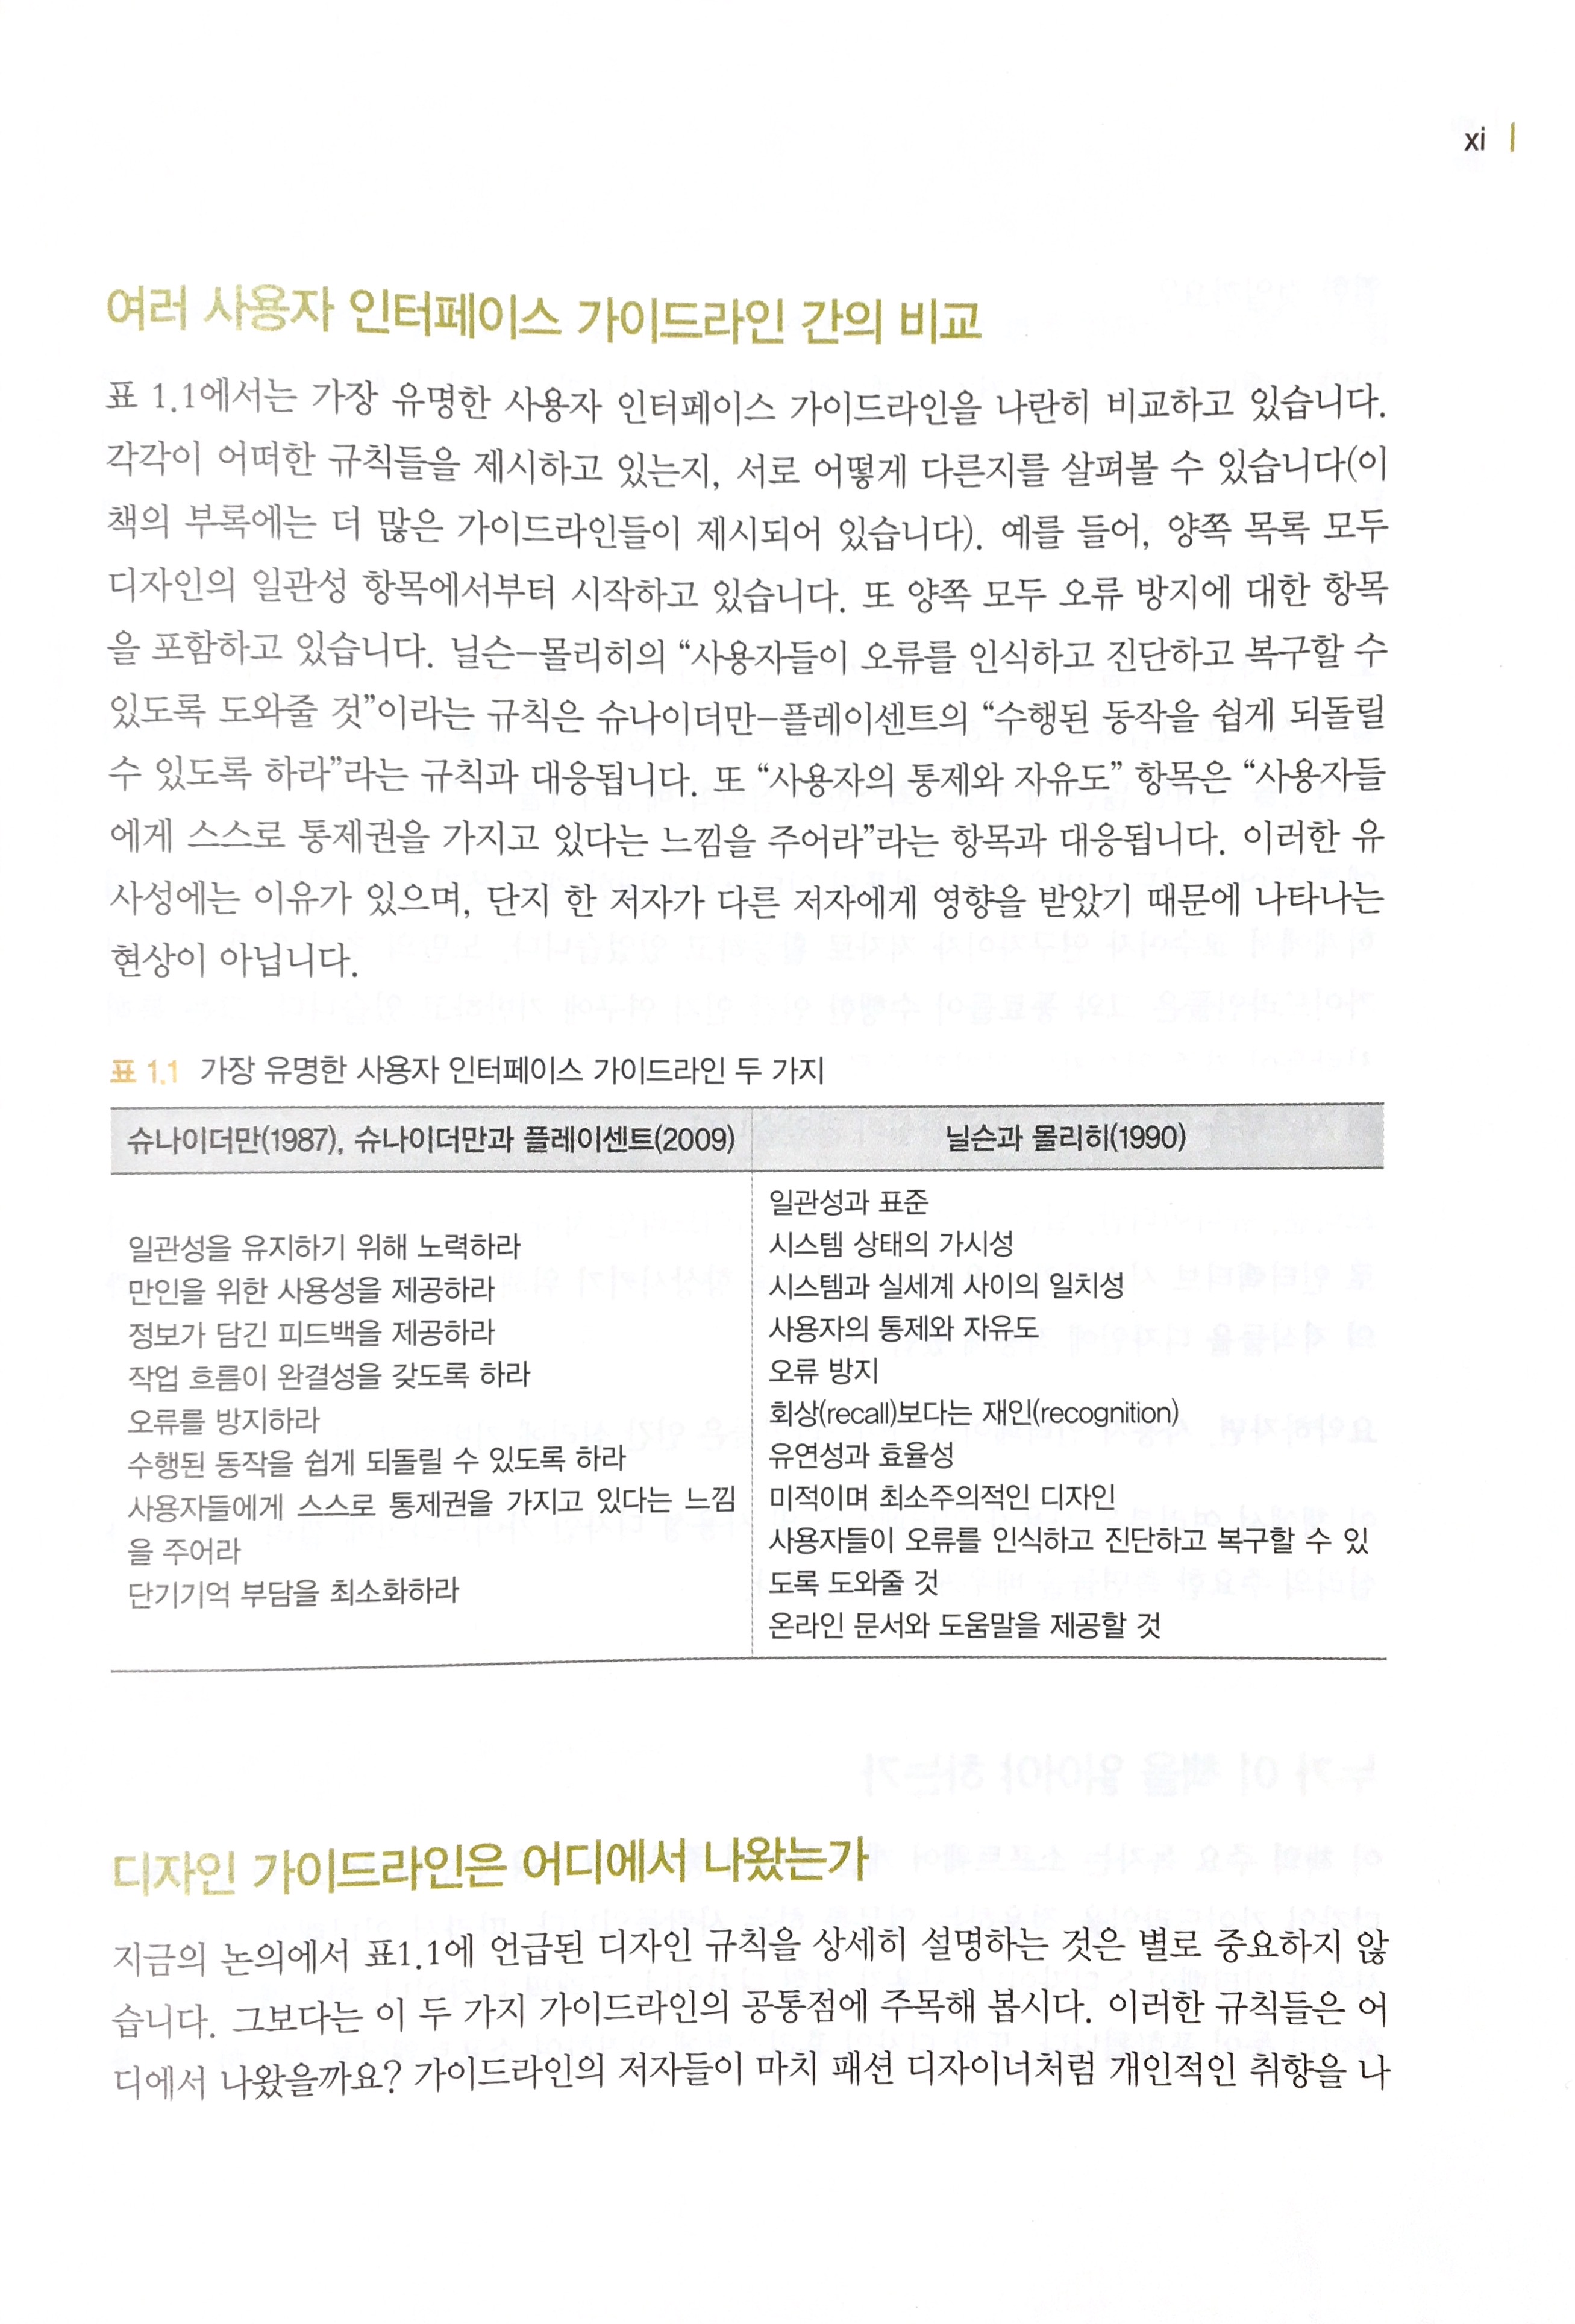 xi
여러 사용자 인터페이스 가이드라인 간의 비교
표 1.1에서는 가장 유명한 사용자 인터페이스 가이드라인을 나란히 비교하고 있습니다.
각각이 어떠한 규칙들을 제시하고 있는지, 서로 어떻게 다른지를 살펴볼 수 있습니다(이
책의 부록에는 더 많은 가이드라인들이 제시되어 있습니다). 예를 들어, 양쪽 목록 모두
디자인의 일관성 항목에서부터 시작하고 있습니다. 또 양쪽 모두 오류 방지에 대한 항목
을 포함하고 있습니다. 닐슨-몰리히의 “사용자들이 오류를 인식하고 진단하고 복구할 수
있도록 도와줄 것”이라는 규칙은 슈나이더만-플레이센트의 “수행된 동작을 쉽게 되돌릴
수 있도록 하라”라는 규칙과 대응됩니다. 또 “사용자의 통제와 자유도” 항목은 “사용자들
에게 스스로 통제권을 가지고 있다는 느낌을 주어라”라는 항목과 대응됩니다. 이러한 유
사성에는 이유가 있으며, 단지 한 저자가 다른 저자에게 영향을 받았기 때문에 나타나는
현상이 아닙니다.
표 1.1 가장 유명한 사용자 인터페이스 가이드라인 두 가지
슈나이더만(1987), 슈나이더만과 플레이센트(2009)
일관성을 유지하기 위해 노력하라
만인을 위한 사용성을 제공하라
정보가 담긴 피드백을 제공하라
작업 흐름이 완결성을 갖도록 하라
오류를 방지하라
수행된 동작을 쉽게 되돌릴 수 있도록 하라
사용자들에게 스스로 통제권을 가지고 있다는 느낌
을 주어라
단기기억 부담을 최소화하라
닐슨과 몰리히(1990)
일관성과 표준
시스템 상태의 가시성
시스템과 실세계 사이의 일치성
사용자의 통제와 자유도
오류 방지
회상(recall)보다는 재인(recognition)
유연성과 효율성
미적이며 최소주의적인 디자인
사용자들이 오류를 인식하고 진단하고 복구할 수 있
도록 도와줄 것
온라인 문서와 도움말을 제공할 것
디자인 가이드라인은 어디에서 나왔는가
지금의 논의에서 표1.1에 언급된 디자인 규칙을 상세히 설명하는 것은 별로 중요하지 않
습니다. 그보다는 이 두 가지 가이드라인의 공통점에 주목해 봅시다. 이러한 규칙들은 어
디에서 나왔을까요? 가이드라인의 저자들이 마치 패션 디자이너처럼 개인적인 취향을 나